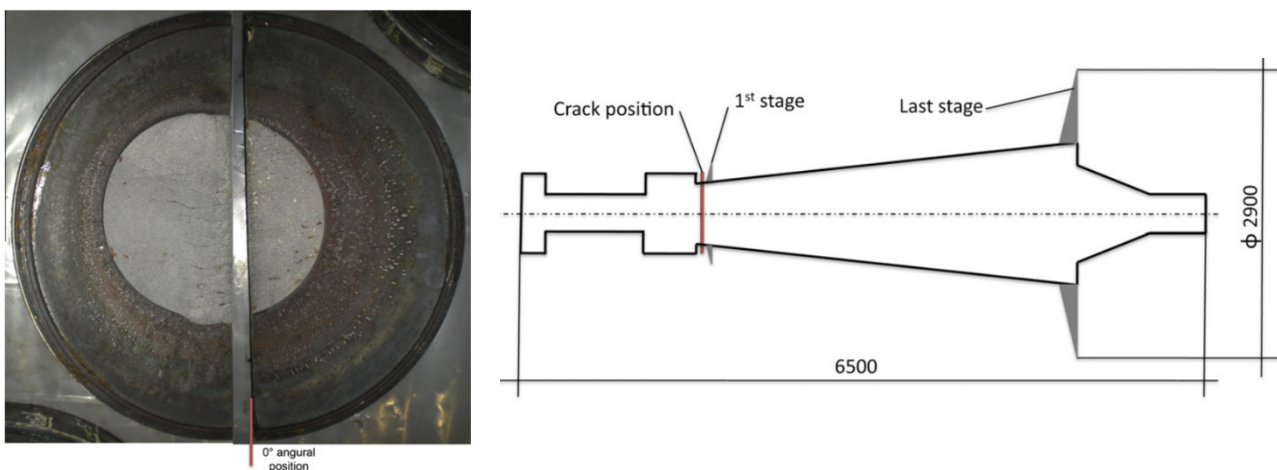 0° angural
position
Crack position
1st stage
Last stage
6500
ϕ 2900